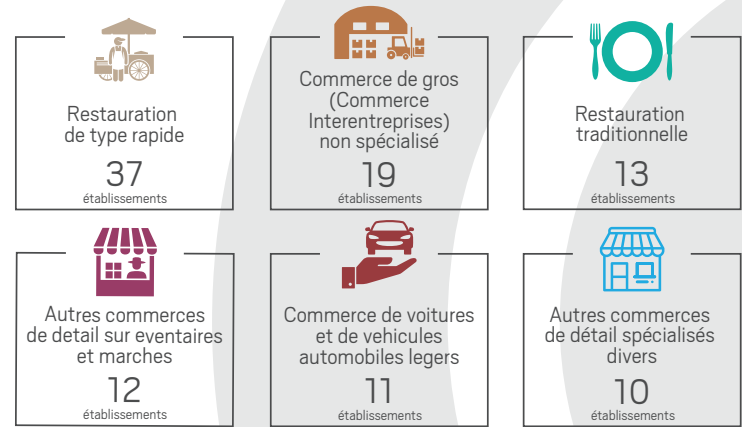 Restauration
de type rapide
37
établissements
Commerce de gros
(Commerce
Interentreprises)
non spécialisé
19
établissements
Restauration
traditionnelle
13
établissements
Autres commerces
de detail sur eventaires
et marches
12
établissements
Commerce de voitures
et de vehicules
automobiles legers
11
établissements
Autres commerces
de détail spécialisés
divers
10
établissements